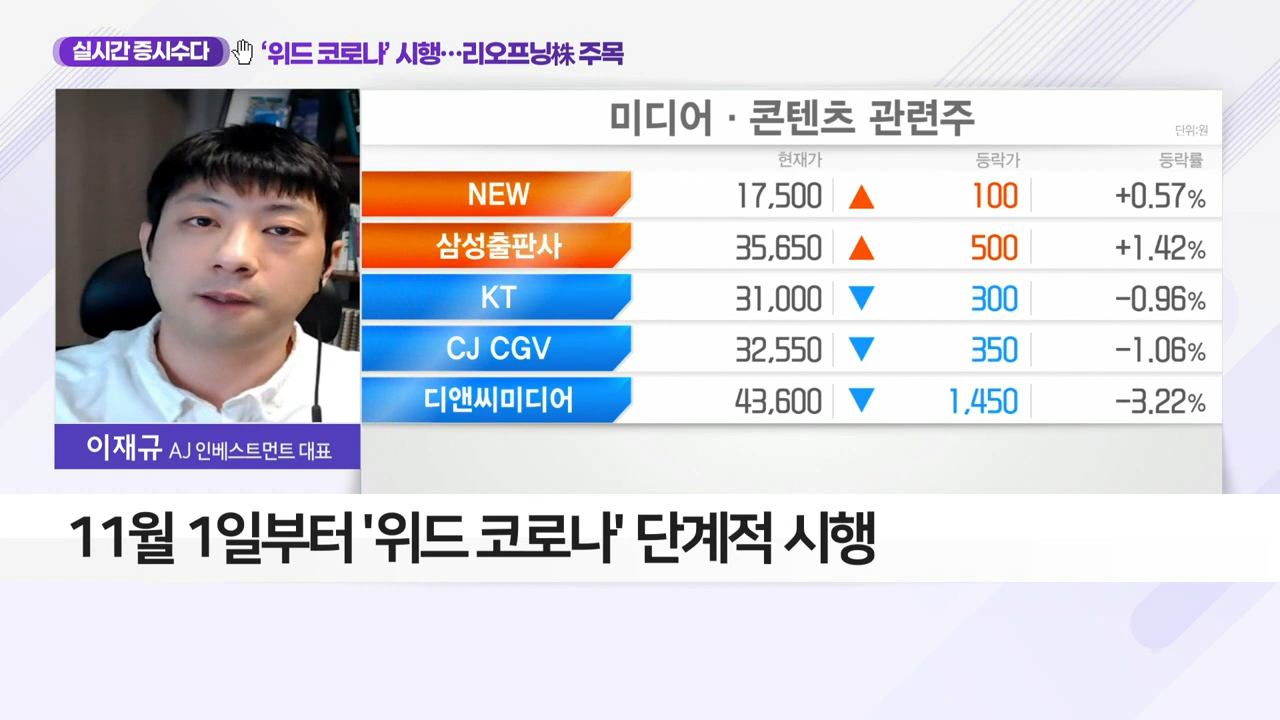 실시간 증시수다 '위드 코로나' 시행…리오프닝株 주목
미디어 · 콘텐츠 관련주
단위:원
현재가 등락가 등락률
NEW 17,500 ▲ 100 +0.57%
삼성출판사 35,650 ▲ 500 +1.42%
KT 31,000 ▼ 300 -0.96%
CJ CGV 32,550 ▼ 350 -1.06%
디앤씨미디어 43,600 ▼ 1,450 -3.22%
이재규 AJ 인베스트먼트 대표
11월 1일부터 '위드 코로나' 단계적 시행